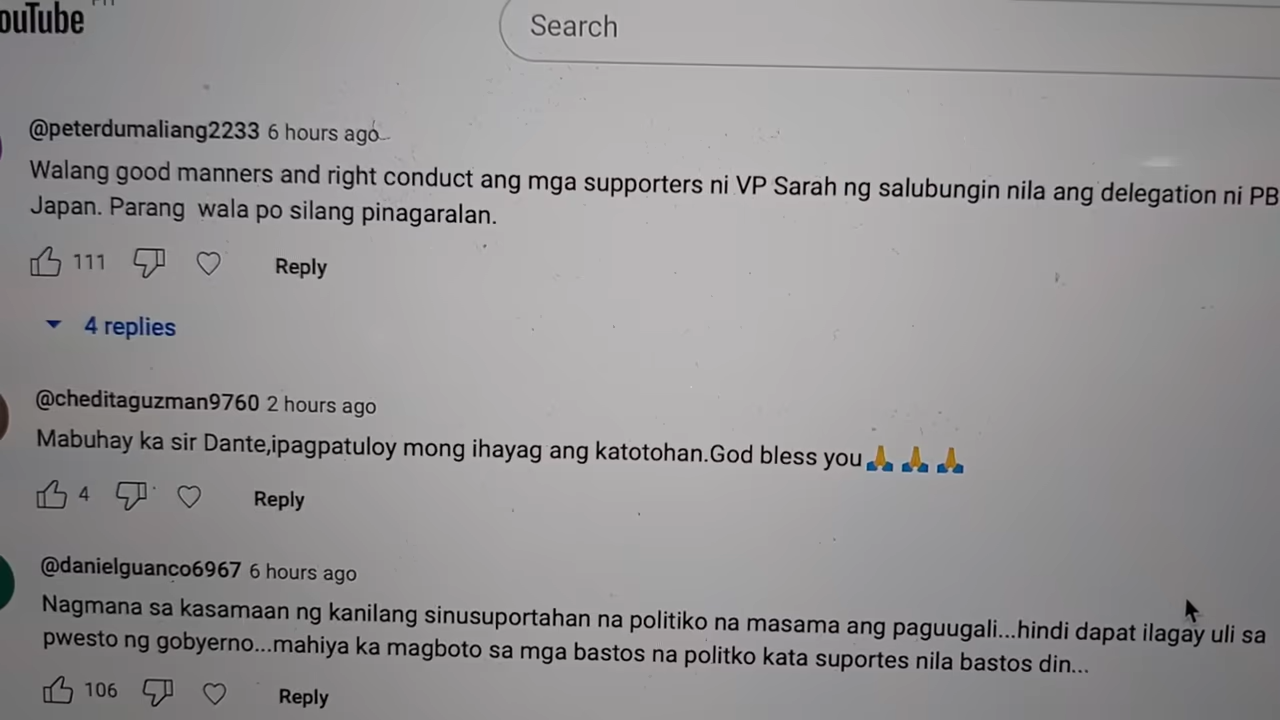 ouTube
Search
@peterdumaliang2233 6 hours ago
Walang good manners and right conduct ang mga supporters ni VP Sarah ng salubungin nila ang delegation ni PB
Japan. Parang wala po silang pinagaralan.
111
Reply
4 replies
@cheditaguzman9760 2 hours ago
Mabuhay ka sir Dante,ipagpatuloy mong ihayag ang katotohan.God bless you🙏🙏🙏
4
Reply
@danielguanco6967 6 hours ago
Nagmana sa kasamaan ng kanilang sinusuportahan na politiko na masama ang paguugali...hindi dapat ilagay uli sa
pwesto ng gobyerno...mahiya ka magboto sa mga bastos na politko kata suportes nila bastos din...
106
Reply